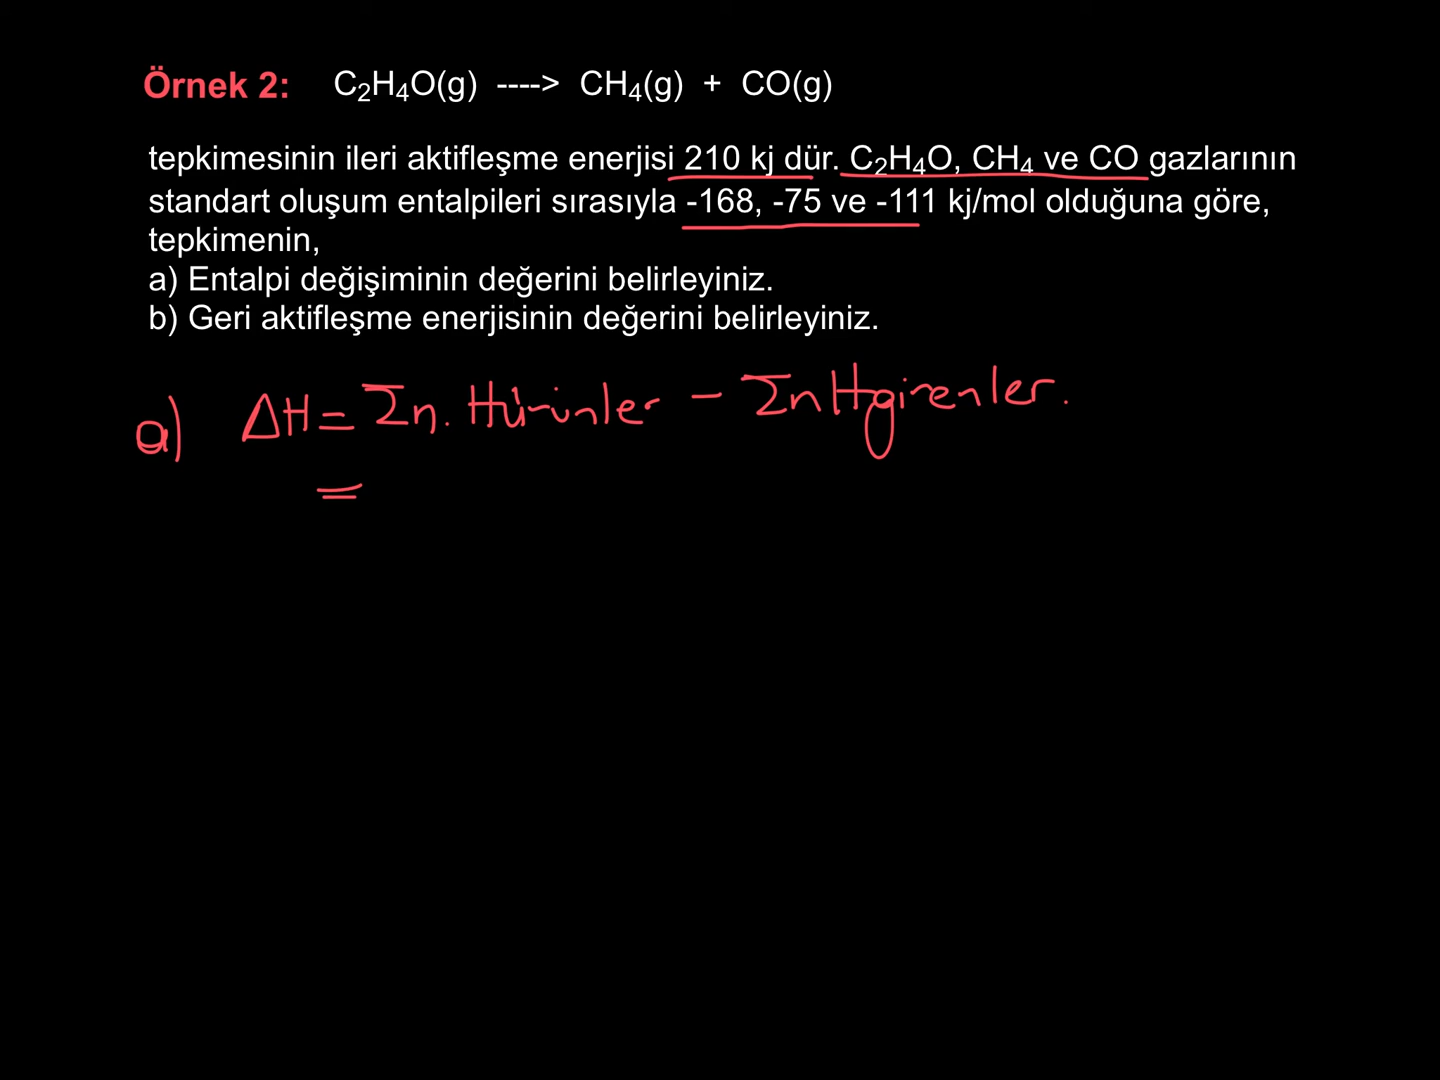 Örnek 2: C₂H₄O(g) ----> CH₄(g) + CO(g)
tepkimesinin ileri aktifleşme enerjisi 210 kj dür. C₂H₄O, CH₄ ve CO gazlarının
standart oluşum entalpileri sırasıyla -168, -75 ve -111 kj/mol olduğuna göre,
tepkimenin,
a) Entalpi değişiminin değerini belirleyiniz.
b) Geri aktifleşme enerjisinin değerini belirleyiniz.
a) ΔH = Σn. Hürünler - ΣnHgirenler.
=